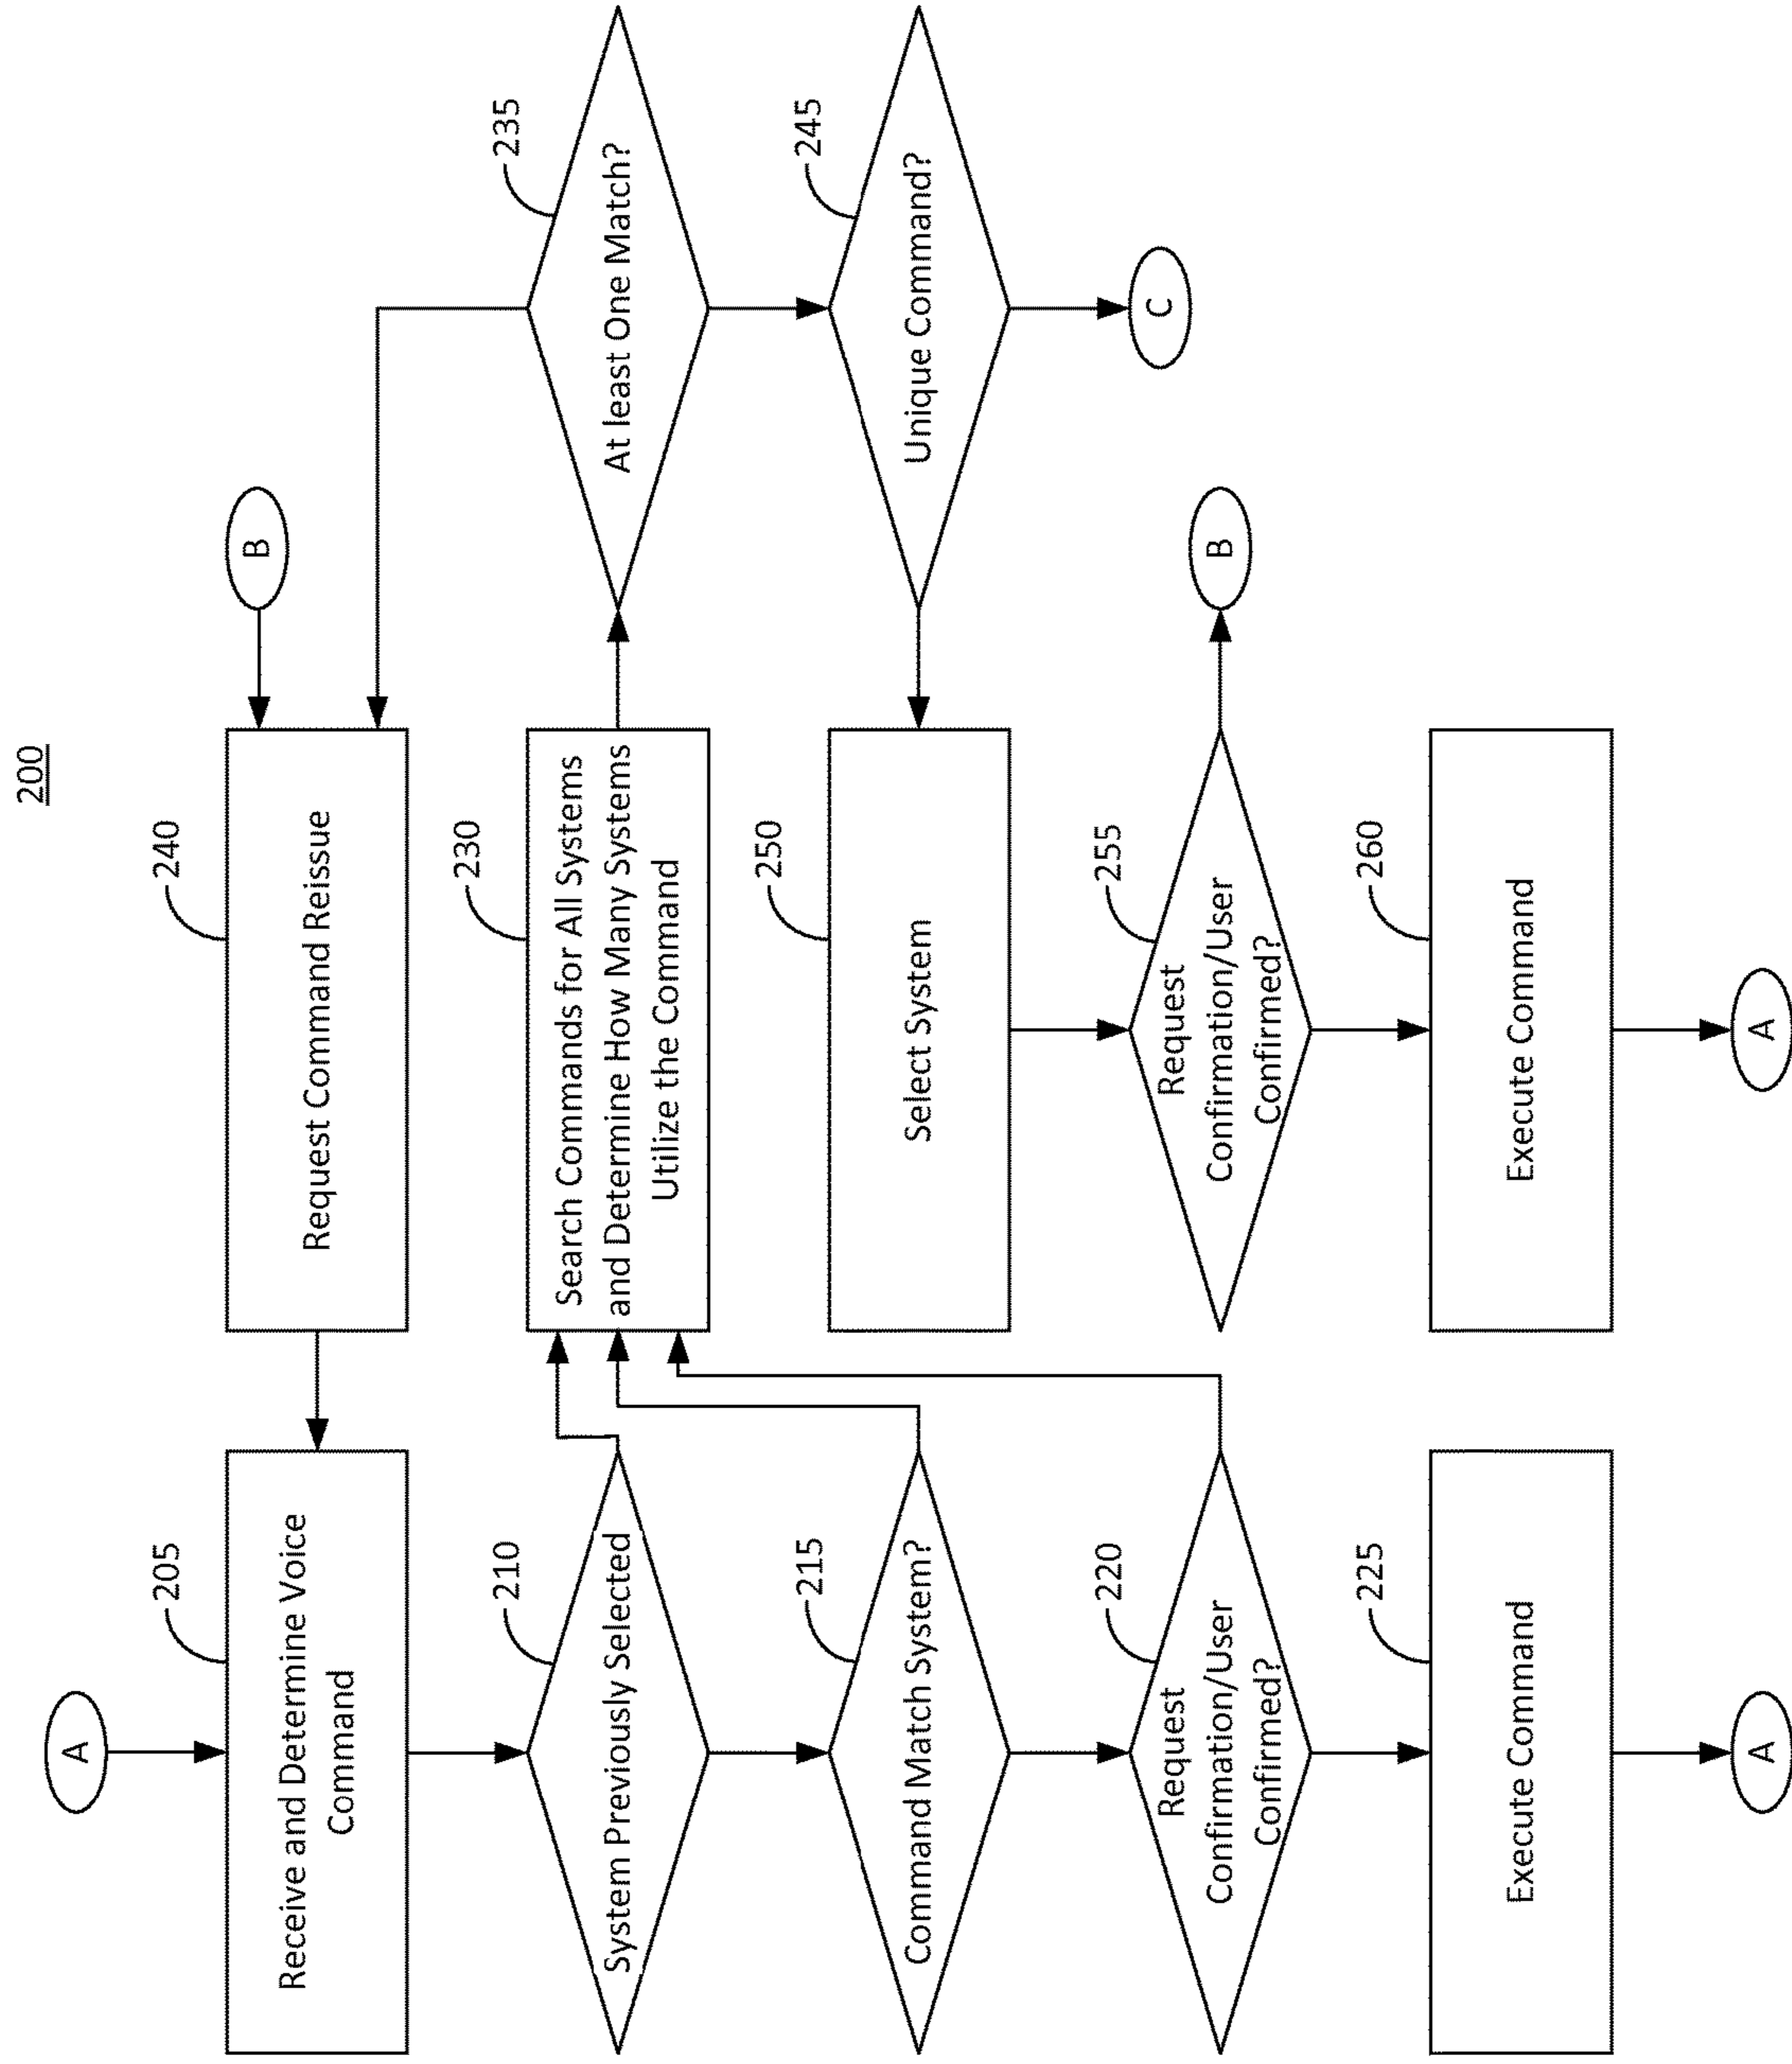 200
A
205
Receive and Determine Voice
Command
240
Request Command Reissue
B
210
System Previously Selected
230
Search Commands for All Systems
and Determine How Many Systems
Utilize the Command
235
At least One Match?
215
Command Match System?
250
Select System
245
Unique Command?
220
Request
Confirmation/User
Confirmed?
255
Request
Confirmation/User
Confirmed?
B
C
225
Execute Command
260
Execute Command
A
A